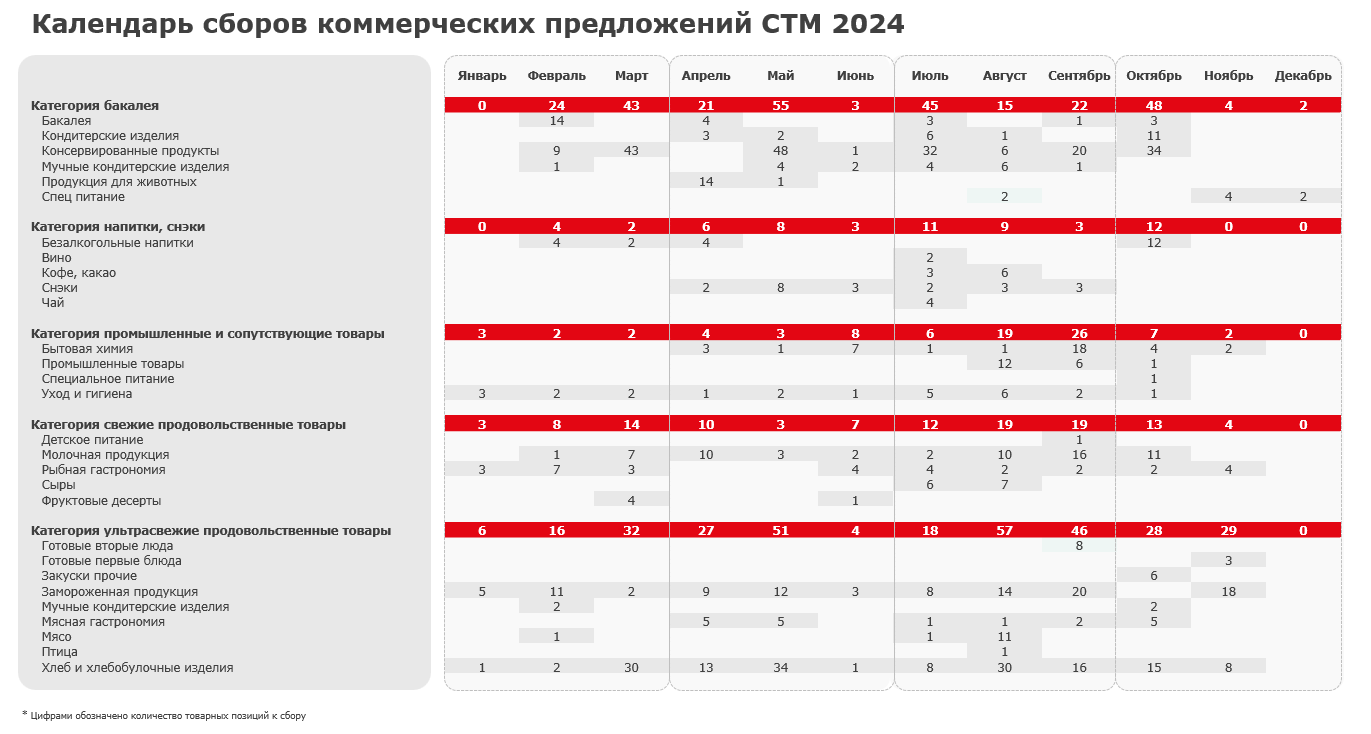 Календарь сборов коммерческих предложений СТМ 2024
Январь Февраль Март Апрель Май Июнь Июль Август Сентябрь Октябрь Ноябрь Декабрь
Категория бакалея 0 24 43 21 55 3 45 15 22 48 4 2
Бакалея 14 4 3 1 3
Кондитерские изделия 3 2 6 1 11
Консервированные продукты 9 43 48 1 32 6 20 34
Мучные кондитерские изделия 1 4 2 4 6 1
Продукция для животных 14 1
Спец питание 2 4 2
Категория напитки, снэки 0 4 2 6 8 3 11 9 3 12 0 0
Безалкогольные напитки 4 2 4 12
Вино 2
Кофе, какао 3 6
Снэки 2 8 3 2 3 3
Чай 4
Категория промышленные и сопутствующие товары 3 2 2 4 3 8 6 19 26 7 2 0
Бытовая химия 3 1 7 1 1 18 4 2
Промышленные товары 12 6 1
Специальное питание 1
Уход и гигиена 3 2 2 1 2 1 5 6 2 1
Категория свежие продовольственные товары 3 8 14 10 3 7 12 19 19 13 4 0
Детское питание 1
Молочная продукция 1 7 10 3 2 2 10 16 11
Рыбная гастрономия 3 7 3 4 4 2 2 2 4
Сыры 6 7
Фруктовые десерты 4 1
Категория ультрасвежие продовольственные товары 6 16 32 27 51 4 18 57 46 28 29 0
Готовые вторые люда 8
Готовые первые блюда 3
Закуски прочие 6
Замороженная продукция 5 11 2 9 12 3 8 14 20 18
Мучные кондитерские изделия 2 2
Мясная гастрономия 5 5 1 1 2 5
Мясо 1 1 11
Птица 1
Хлеб и хлебобулочные изделия 1 2 30 13 34 1 8 30 16 15 8
* Цифрами обозначено количество товарных позиций к сбору